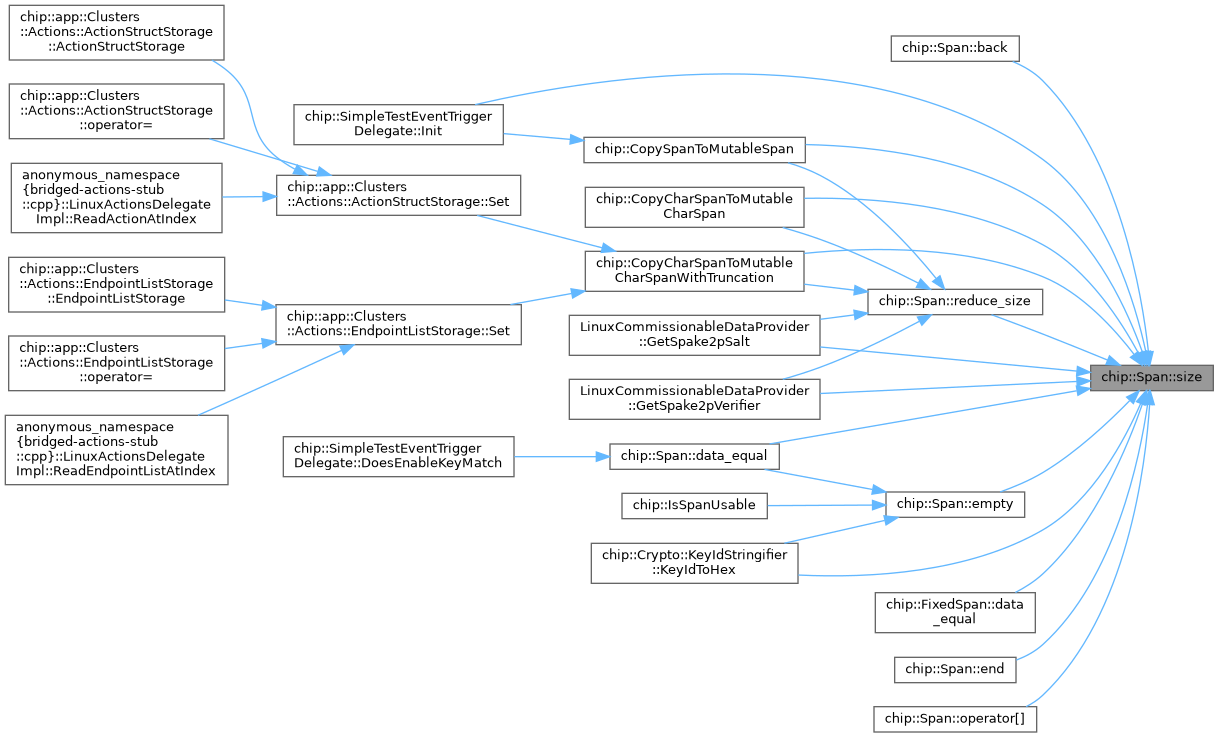 chip::app::Clusters
::Actions::ActionStructStorage
::ActionStructStorage
chip::app::Clusters
::Actions::ActionStructStorage
::operator=
anonymous_namespace
{bridged-actions-stub
::cpp}::LinuxActionsDelegate
Impl::ReadActionAtIndex
chip::app::Clusters
::Actions::EndpointListStorage
::EndpointListStorage
chip::app::Clusters
::Actions::EndpointListStorage
::operator=
anonymous_namespace
{bridged-actions-stub
::cpp}::LinuxActionsDelegate
Impl::ReadEndpointListAtIndex
chip::SimpleTestEventTrigger
Delegate::Init
chip::app::Clusters
::Actions::ActionStructStorage::Set
chip::app::Clusters
::Actions::EndpointListStorage::Set
chip::SimpleTestEventTrigger
Delegate::DoesEnableKeyMatch
chip::CopySpanToMutableSpan
chip::CopyCharSpanToMutable
CharSpan
chip::CopyCharSpanToMutable
CharSpanWithTruncation
LinuxCommissionableDataProvider
::GetSpake2pSalt
LinuxCommissionableDataProvider
::GetSpake2pVerifier
chip::Span::data_equal
chip::IsSpanUsable
chip::Crypto::KeyIdStringifier
::KeyIdToHex
chip::Span::back
chip::Span::reduce_size
chip::Span::empty
chip::FixedSpan::data
_equal
chip::Span::end
chip::Span::operator[]
chip::Span::size